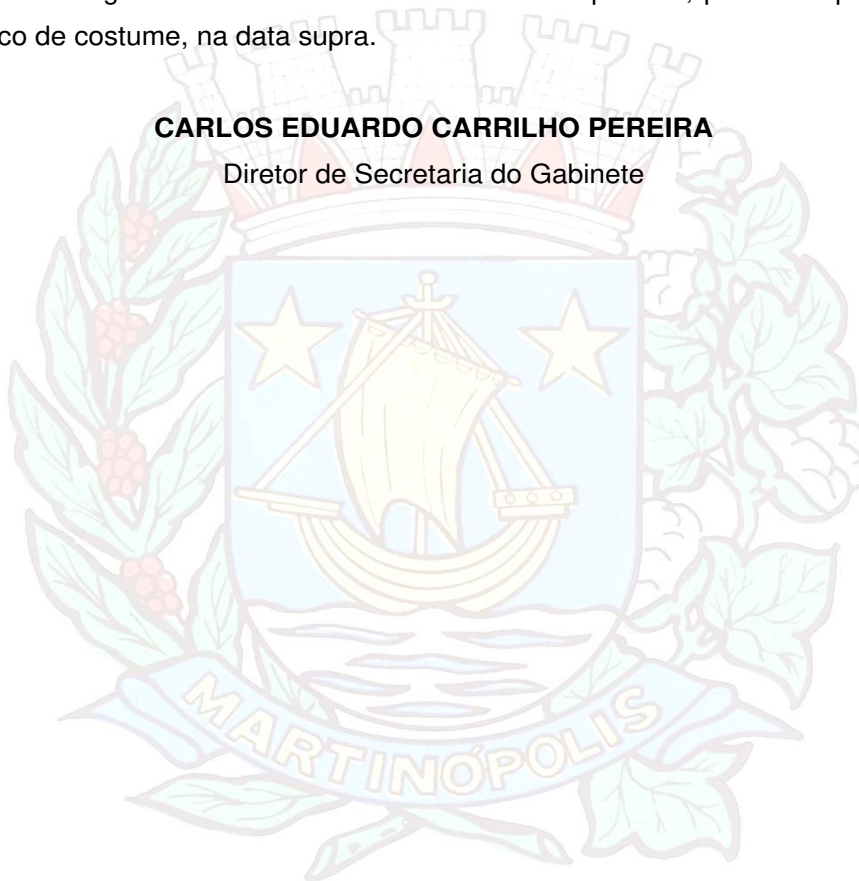 co de costume, na data supra.
CARLOS EDUARDO CARRILHO PEREIRA
Diretor de Secretaria do Gabinete
MARTINÓPOLIS